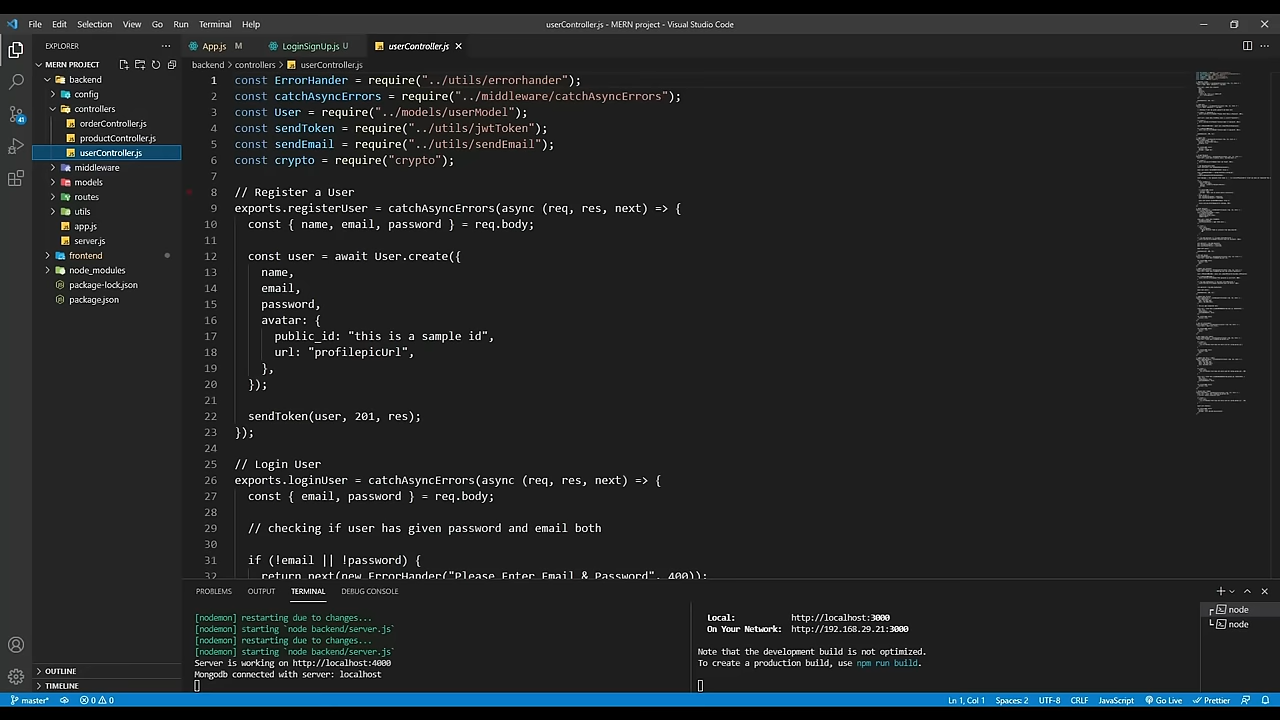 File Edit Selection View Go Run Terminal Help
userController.js - MERN project - Visual Studio Code
EXPLORER
MERN PROJECT
backend
config
controllers
orderController.js
productController.js
userController.js
middleware
models
routes
utils
app.js
server.js
frontend
node_modules
package-lock.json
package.json
OUTLINE
TIMELINE
41
App.js M
LoginSignUp.js U
userController.js
backend > controllers > userController.js
1 const ErrorHander = require("../utils/errorhander");
2 const catchAsyncErrors = require("../middleware/catchAsyncErrors");
3 const User = require("../models/userModel");
4 const sendToken = require("../utils/
5 const sendEmail = require("../utils/
6 const crypto = require("crypto");
7
8 // Register a User
9 exports.registerUser = catchAsyncErrors(async (req, res, next) => {
10 const { name, email, password } = req.body;
11
12 const user = await User.create({
13 name,
14 email,
15 password,
16 avatar: {
17 public_id: "this is a sample id",
18 url: "profilepicUrl",
19 },
20 });
21
22 sendToken(user, 201, res);
23 });
24
25 // Login User
26 exports.loginUser = catchAsyncErrors(async (req, res, next) => {
27 const { email, password } = req.body;
28
29 // checking if user has given password and email both
30
31 if (!email || !password) {
32 return next(new ErrorHander("Please Enter Email & Password", 400));
PROBLEMS OUTPUT TERMINAL DEBUG CONSOLE
[nodemon] restarting due to changes...
[nodemon] starting `node backend/server.js`
[nodemon] restarting due to changes...
[nodemon] starting `node backend/server.js`
Server is working on http://localhost:4000
Mongodb connected with server: localhost
Local: http://localhost:3000
On Your Network: http://192.168.29.21:3000
Note that the development build is not optimized.
To create a production build, use npm run build.
node
node
master* 0 0
Ln 1, Col 1 Spaces: 2 UTF-8 CRLF JavaScript Go Live Prettier